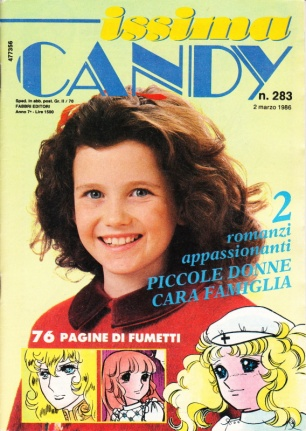 477356
issima
CANDY
Sped. in abb. post. Gr. II / 70
FABBRI EDITORI
Anno 7° - Lire 1500
n. 283
2 marzo 1986
2
romanzi
appassionanti
PICCOLE DONNE
CARA FAMIGLIA
76 PAGINE DI FUMETTI